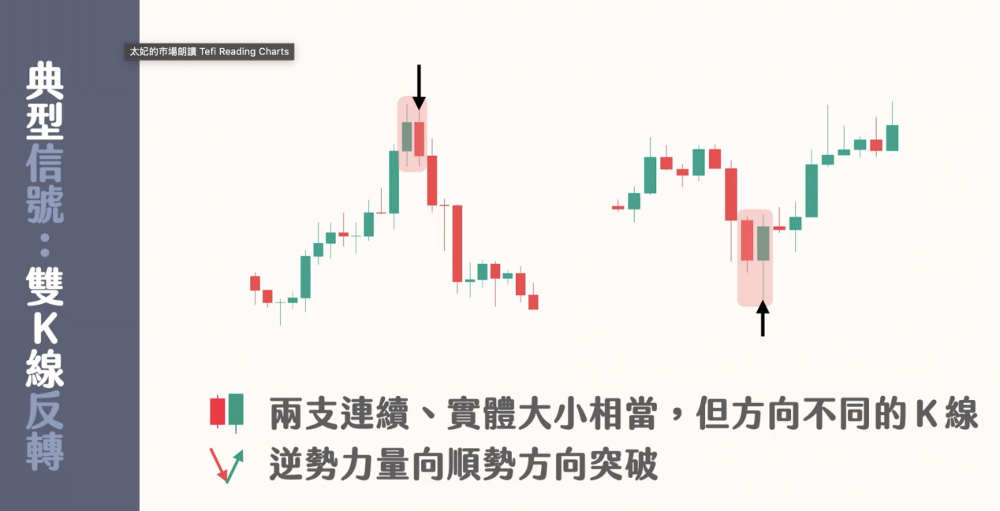 典型信號：雙K線反轉
太妃的市場朗讀 Tefi Reading Charts
兩支連續、實體大小相當，但方向不同的K線
逆勢力量向順勢方向突破